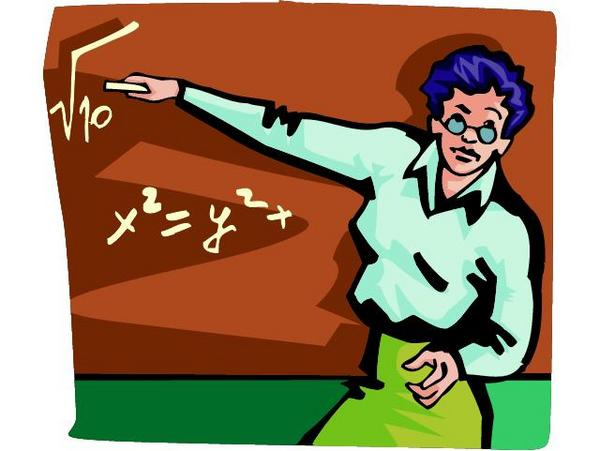 √10
x² = y² +